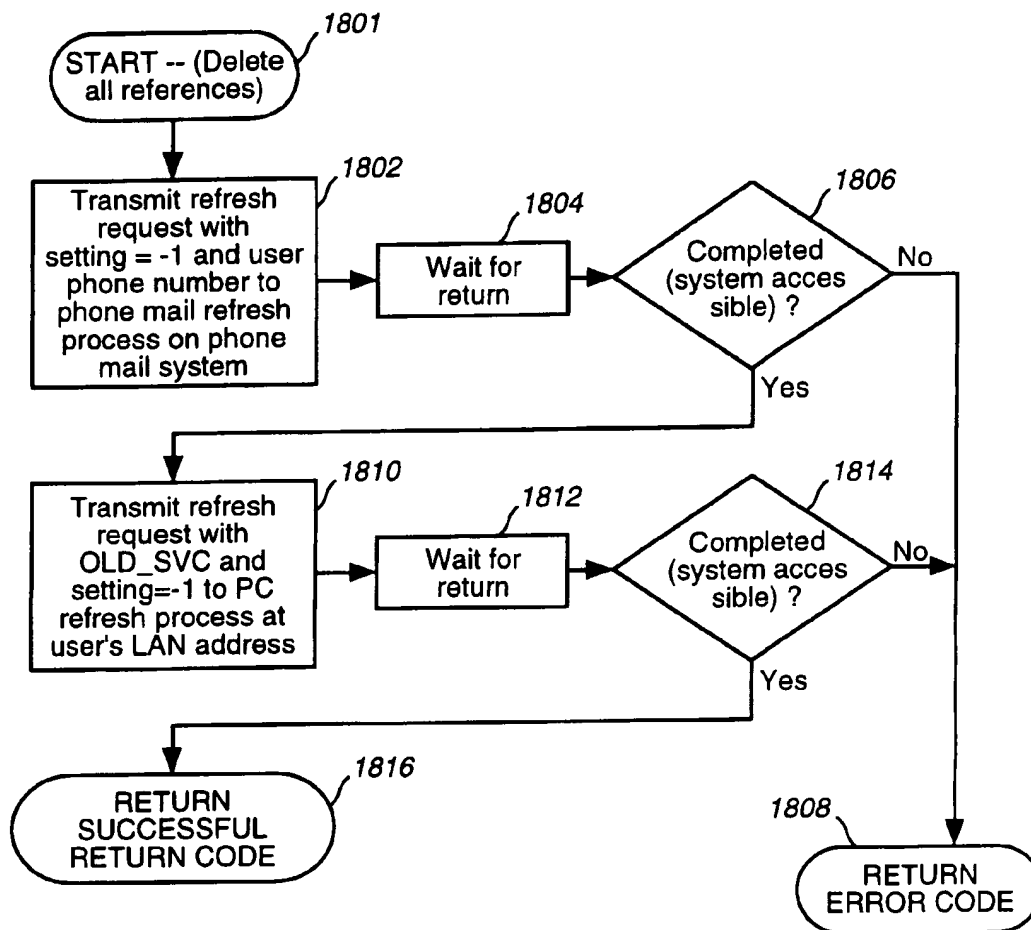 1801
START -- (Delete
all references)
1802
Transmit refresh
request with
setting = -1 and user
phone number to
phone mail refresh
process on phone
mail system
1804
Wait for
return
1806
Completed
(system acces
sible) ?
No
Yes
1810
Transmit refresh
request with
OLD_SVC and
setting=-1 to PC
refresh process at
user's LAN address
1812
Wait for
return
1814
Completed
(system acces
sible) ?
No
Yes
1816
RETURN
SUCCESSFUL
RETURN CODE
1808
RETURN
ERROR CODE